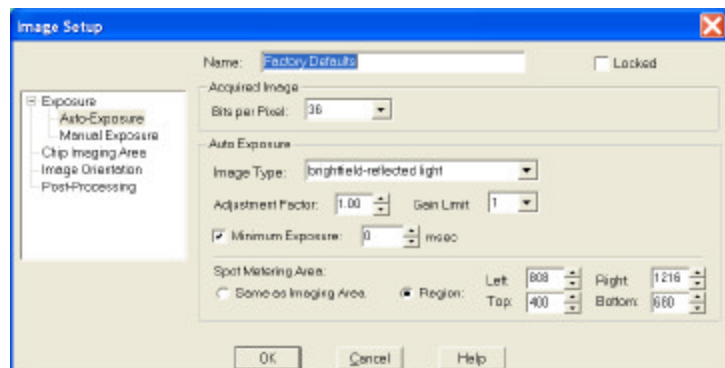 Image Setup
Name: Factory Defaults
Locked
Exposure
Auto-Exposure
Manual Exposure
Chip Imaging Area
Image Orientation
Post-Processing
Acquired Image
Bits per Pixel: 36
Auto Exposure
Image Type: brightfield-reflected light
Adjustment Factor: 1.00 Gain Limit 1
Minimum Exposure: 0 msec
Spot Metering Area:
Same as Imaging Area. Region:
Left 808 Right 1216
Top: 400 Bottom: 680
OK Cancel Help